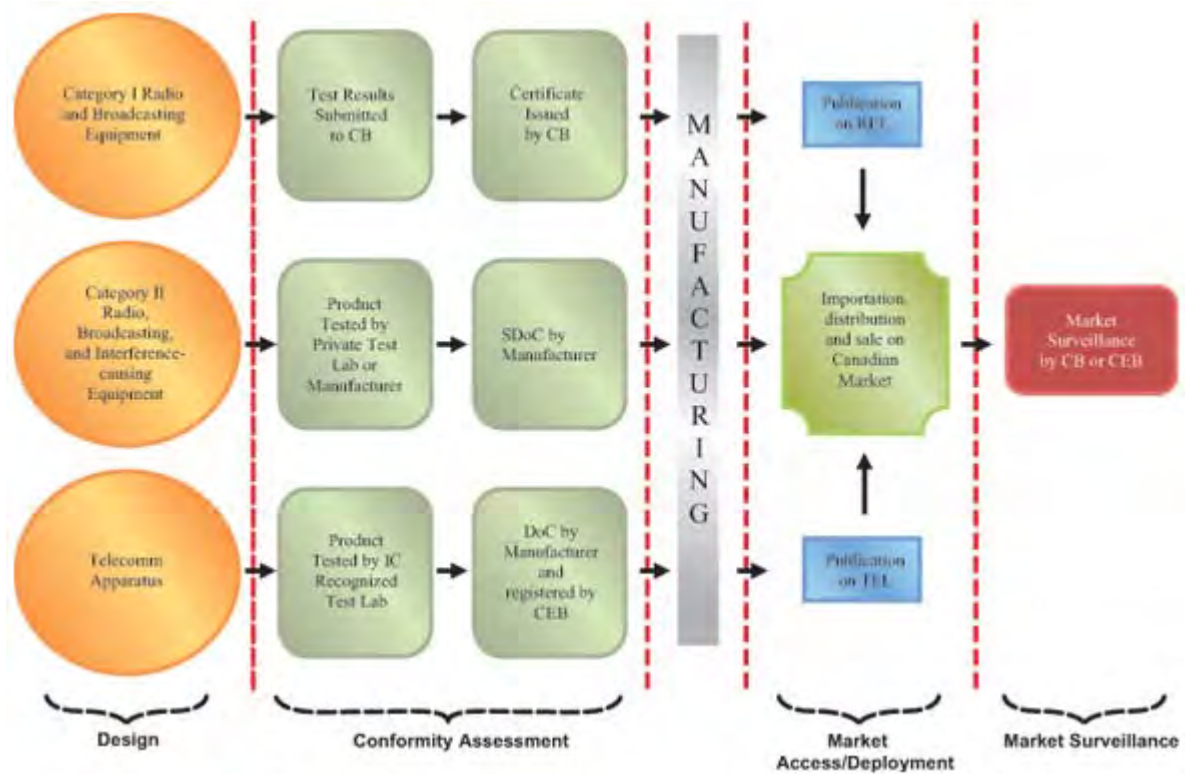 Category I Radio
and Broadcasting
Equipment
Test Results
Submitted
to CB
Certificate
Issued
by CB
Publication
on REL
Category II
Radio,
Broadcasting,
and Interference-
causing
Equipment
Product
Tested by
Private Test
Lab or
Manufacturer
SDoC by
Manufacturer
MANUFACTURING
Importation,
distribution
and sale on
Canadian
Market
Market
Surveillance
by CB or CEB
Telecomm
Apparatus
Product
Tested by IC
Recognized
Test Lab
DoC by
Manufacturer
and
registered by
CEB
Publication
on TEL
Design
Conformity Assessment
Market
Access/Deployment
Market Surveillance